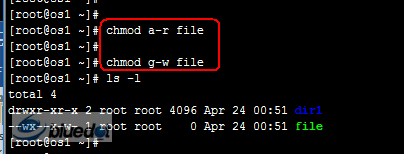 [root@os1 ~]#
[root@os1 ~]# chmod a-r file
[root@os1 ~]#
[root@os1 ~]# chmod g-w file
[root@os1 ~]# ls -l
total 4
drwxr-xr-x 2 root root 4096 Apr 24 00:51 dir1
--wx--x--x 1 root root 0 Apr 24 00:51 file